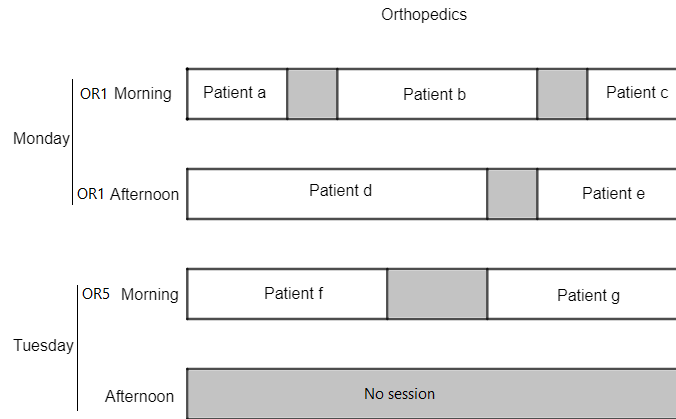 Orthopedics
OR1 Morning
Patient a
Patient b
Patient c
Monday
OR1 Afternoon
Patient d
Patient e
OR5 Morning
Patient f
Patient g
Tuesday
Afternoon
No session